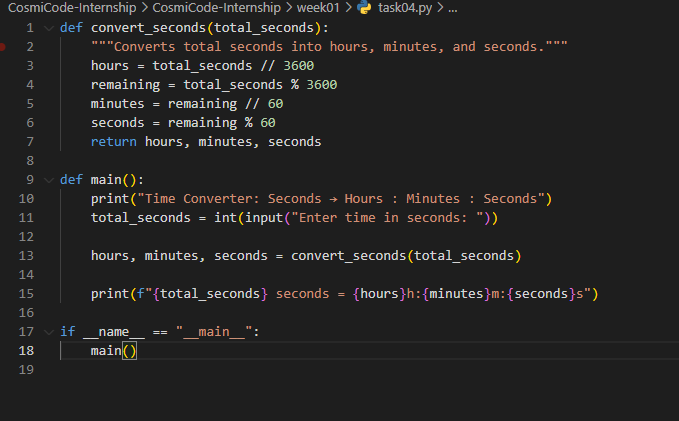 CosmiCode-Internship > CosmiCode-Internship > week01 > task04.py > ...
1 def convert_seconds(total_seconds):
2     """Converts total seconds into hours, minutes, and seconds."""
3     hours = total_seconds // 3600
4     remaining = total_seconds % 3600
5     minutes = remaining // 60
6     seconds = remaining % 60
7     return hours, minutes, seconds
8
9 def main():
10     print("Time Converter: Seconds → Hours : Minutes : Seconds")
11     total_seconds = int(input("Enter time in seconds: "))
12
13     hours, minutes, seconds = convert_seconds(total_seconds)
14
15     print(f"{total_seconds} seconds = {hours}h:{minutes}m:{seconds}s")
16
17 if __name__ == "__main__":
18     main()
19